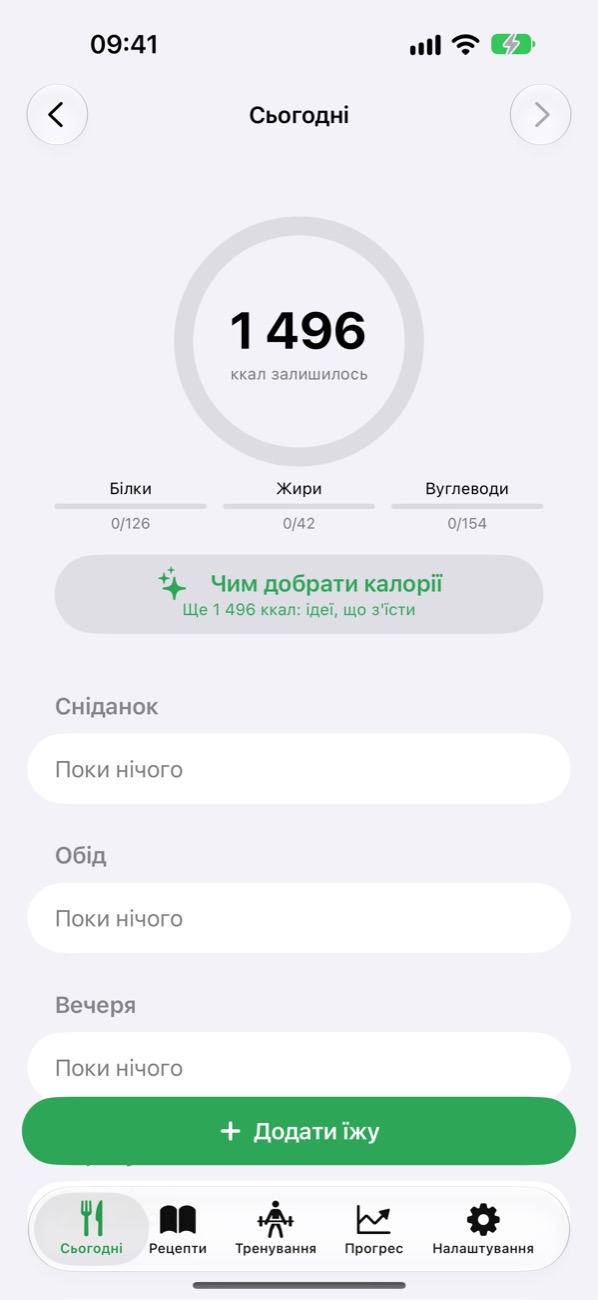 09:41
Сьогодні
1 496
ккал залишилось
Білки Жири Вуглеводи
0/126 0/42 0/154
Чим добрати калорії
Ще 1 496 ккал: ідеї, що з'їсти
Сніданок
Поки нічого
Обід
Поки нічого
Вечеря
Поки нічого
+ Додати їжу
Сьогодні Рецепти Тренування Прогрес Налаштування